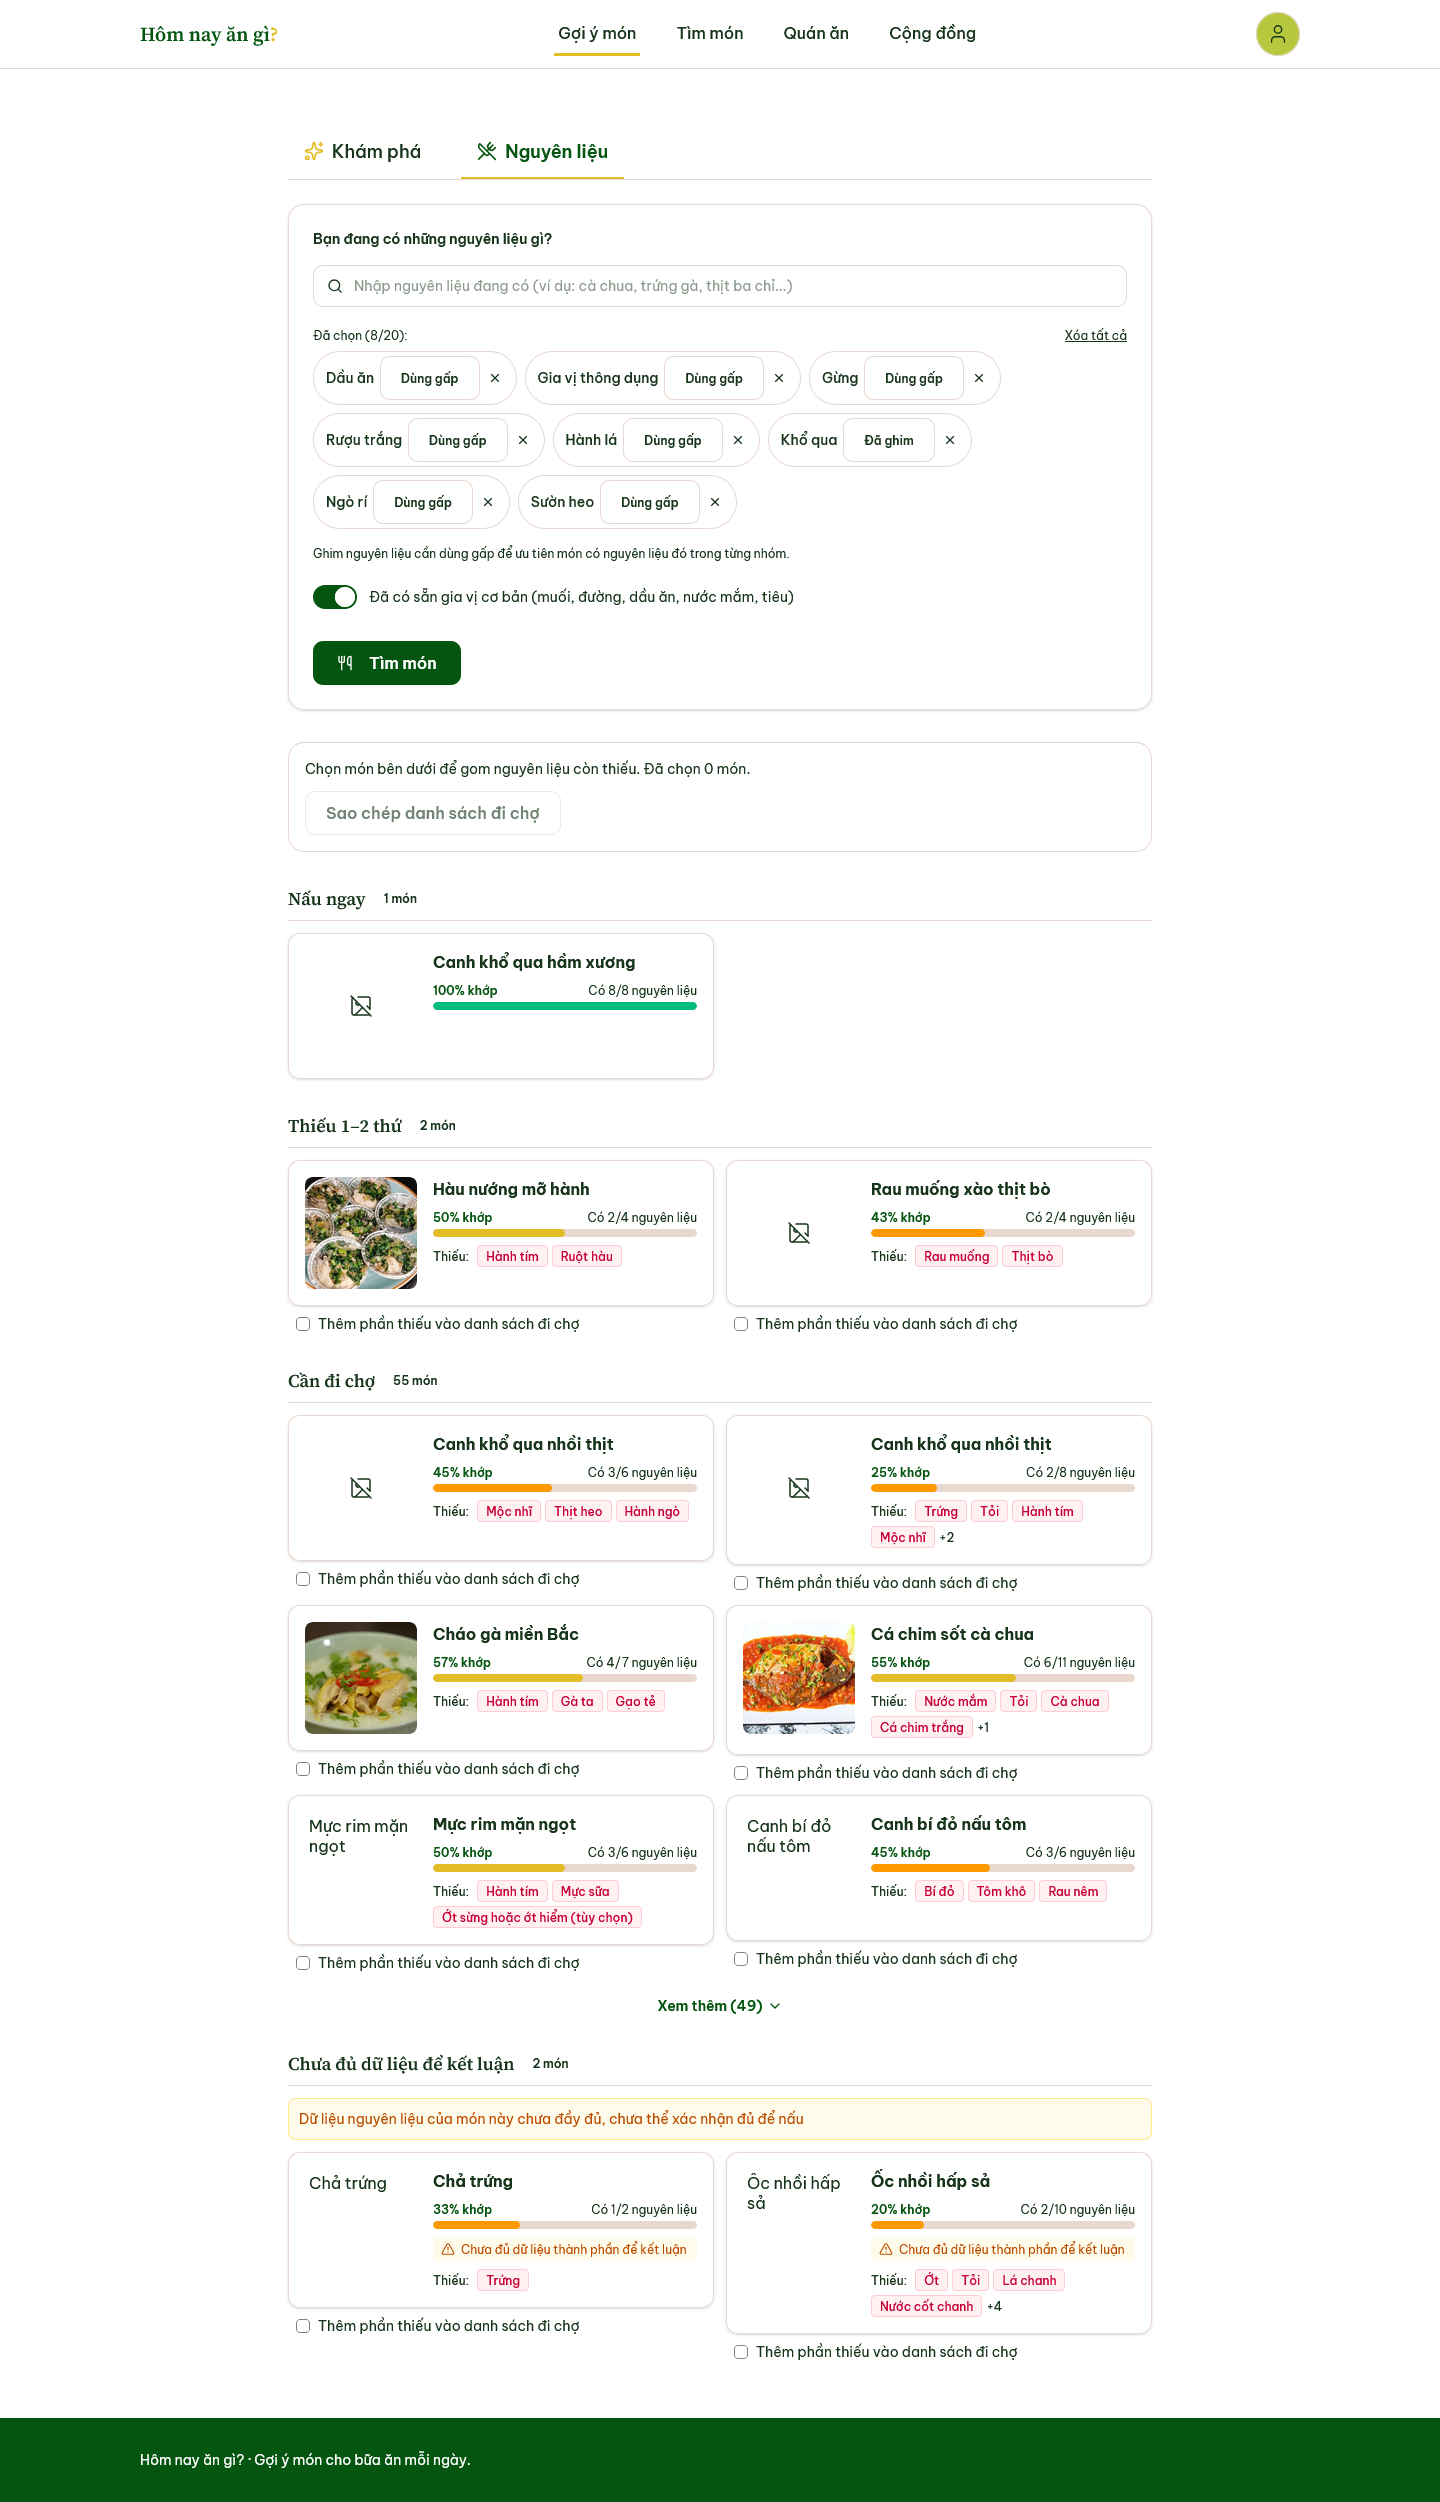 Hôm nay ăn gì?
Gợi ý món
Tìm món
Quán ăn
Cộng đồng
Khám phá
Nguyên liệu
Bạn đang có những nguyên liệu gì?
Nhập nguyên liệu đang có (ví dụ: cà chua, trứng gà, thịt ba chỉ...)
Đã chọn (8/20):
Xóa tất cả
Dầu ăn Dùng gấp
Gia vị thông dụng Dùng gấp
Gừng Dùng gấp
Rượu trắng Dùng gấp
Hành lá Dùng gấp
Khổ qua Đã ghim
Ngò rí Dùng gấp
Sườn heo Dùng gấp
Ghim nguyên liệu cần dùng gấp để ưu tiên món có nguyên liệu đó trong từng nhóm.
Đã có sẵn gia vị cơ bản (muối, đường, dầu ăn, nước mắm, tiêu)
Tìm món
Chọn món bên dưới để gom nguyên liệu còn thiếu. Đã chọn 0 món.
Sao chép danh sách đi chợ
Nấu ngay 1 món
Canh khổ qua hầm xương
100% khớp Có 8/8 nguyên liệu
Thiếu 1–2 thứ 2 món
Hàu nướng mỡ hành
50% khớp Có 2/4 nguyên liệu
Thiếu: Hành tím Ruột hàu
Thêm phần thiếu vào danh sách đi chợ
Rau muống xào thịt bò
43% khớp Có 2/4 nguyên liệu
Thiếu: Rau muống Thịt bò
Thêm phần thiếu vào danh sách đi chợ
Cần đi chợ 55 món
Canh khổ qua nhồi thịt
45% khớp Có 3/6 nguyên liệu
Thiếu: Mộc nhĩ Thịt heo Hành ngò
Thêm phần thiếu vào danh sách đi chợ
Canh khổ qua nhồi thịt
25% khớp Có 2/8 nguyên liệu
Thiếu: Trứng Tỏi Hành tím
Mộc nhĩ +2
Thêm phần thiếu vào danh sách đi chợ
Cháo gà miền Bắc
57% khớp Có 4/7 nguyên liệu
Thiếu: Hành tím Gà ta Gạo tẻ
Thêm phần thiếu vào danh sách đi chợ
Cá chim sốt cà chua
55% khớp Có 6/11 nguyên liệu
Thiếu: Nước mắm Tỏi Cà chua
Cá chim trắng +1
Thêm phần thiếu vào danh sách đi chợ
Mực rim mặn
ngọt
Mực rim mặn ngọt
50% khớp Có 3/6 nguyên liệu
Thiếu: Hành tím Mực sữa
Ớt sừng hoặc ớt hiểm (tùy chọn)
Thêm phần thiếu vào danh sách đi chợ
Canh bí đỏ
nấu tôm
Canh bí đỏ nấu tôm
45% khớp Có 3/6 nguyên liệu
Thiếu: Bí đỏ Tôm khô Rau nêm
Thêm phần thiếu vào danh sách đi chợ
Xem thêm (49)
Chưa đủ dữ liệu để kết luận 2 món
Dữ liệu nguyên liệu của món này chưa đầy đủ, chưa thể xác nhận đủ để nấu
Chả trứng
Chả trứng
33% khớp Có 1/2 nguyên liệu
Chưa đủ dữ liệu thành phần để kết luận
Thiếu: Trứng
Thêm phần thiếu vào danh sách đi chợ
Ốc nhồi hấp
sả
Ốc nhồi hấp sả
20% khớp Có 2/10 nguyên liệu
Chưa đủ dữ liệu thành phần để kết luận
Thiếu: Ớt Tỏi Lá chanh
Nước cốt chanh +4
Thêm phần thiếu vào danh sách đi chợ
Hôm nay ăn gì? · Gợi ý món cho bữa ăn mỗi ngày.